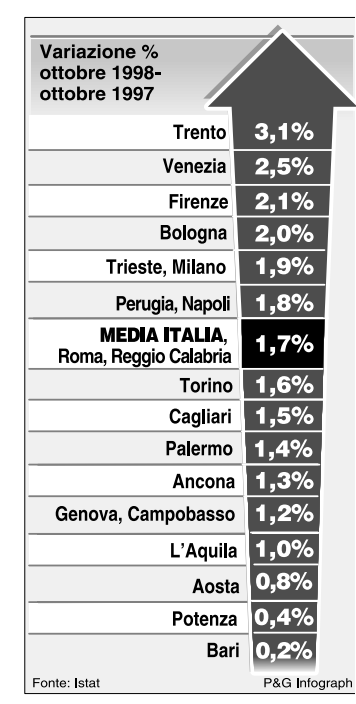 Variazione %
ottobre 1998-
ottobre 1997
Trento 3,1%
Venezia 2,5%
Firenze 2,1%
Bologna 2,0%
Trieste, Milano 1,9%
Perugia, Napoli 1,8%
MEDIA ITALIA,
Roma, Reggio Calabria 1,7%
Torino 1,6%
Cagliari 1,5%
Palermo 1,4%
Ancona 1,3%
Genova, Campobasso 1,2%
L'Aquila 1,0%
Aosta 0,8%
Potenza 0,4%
Bari 0,2%
Fonte: Istat P&G Infograph